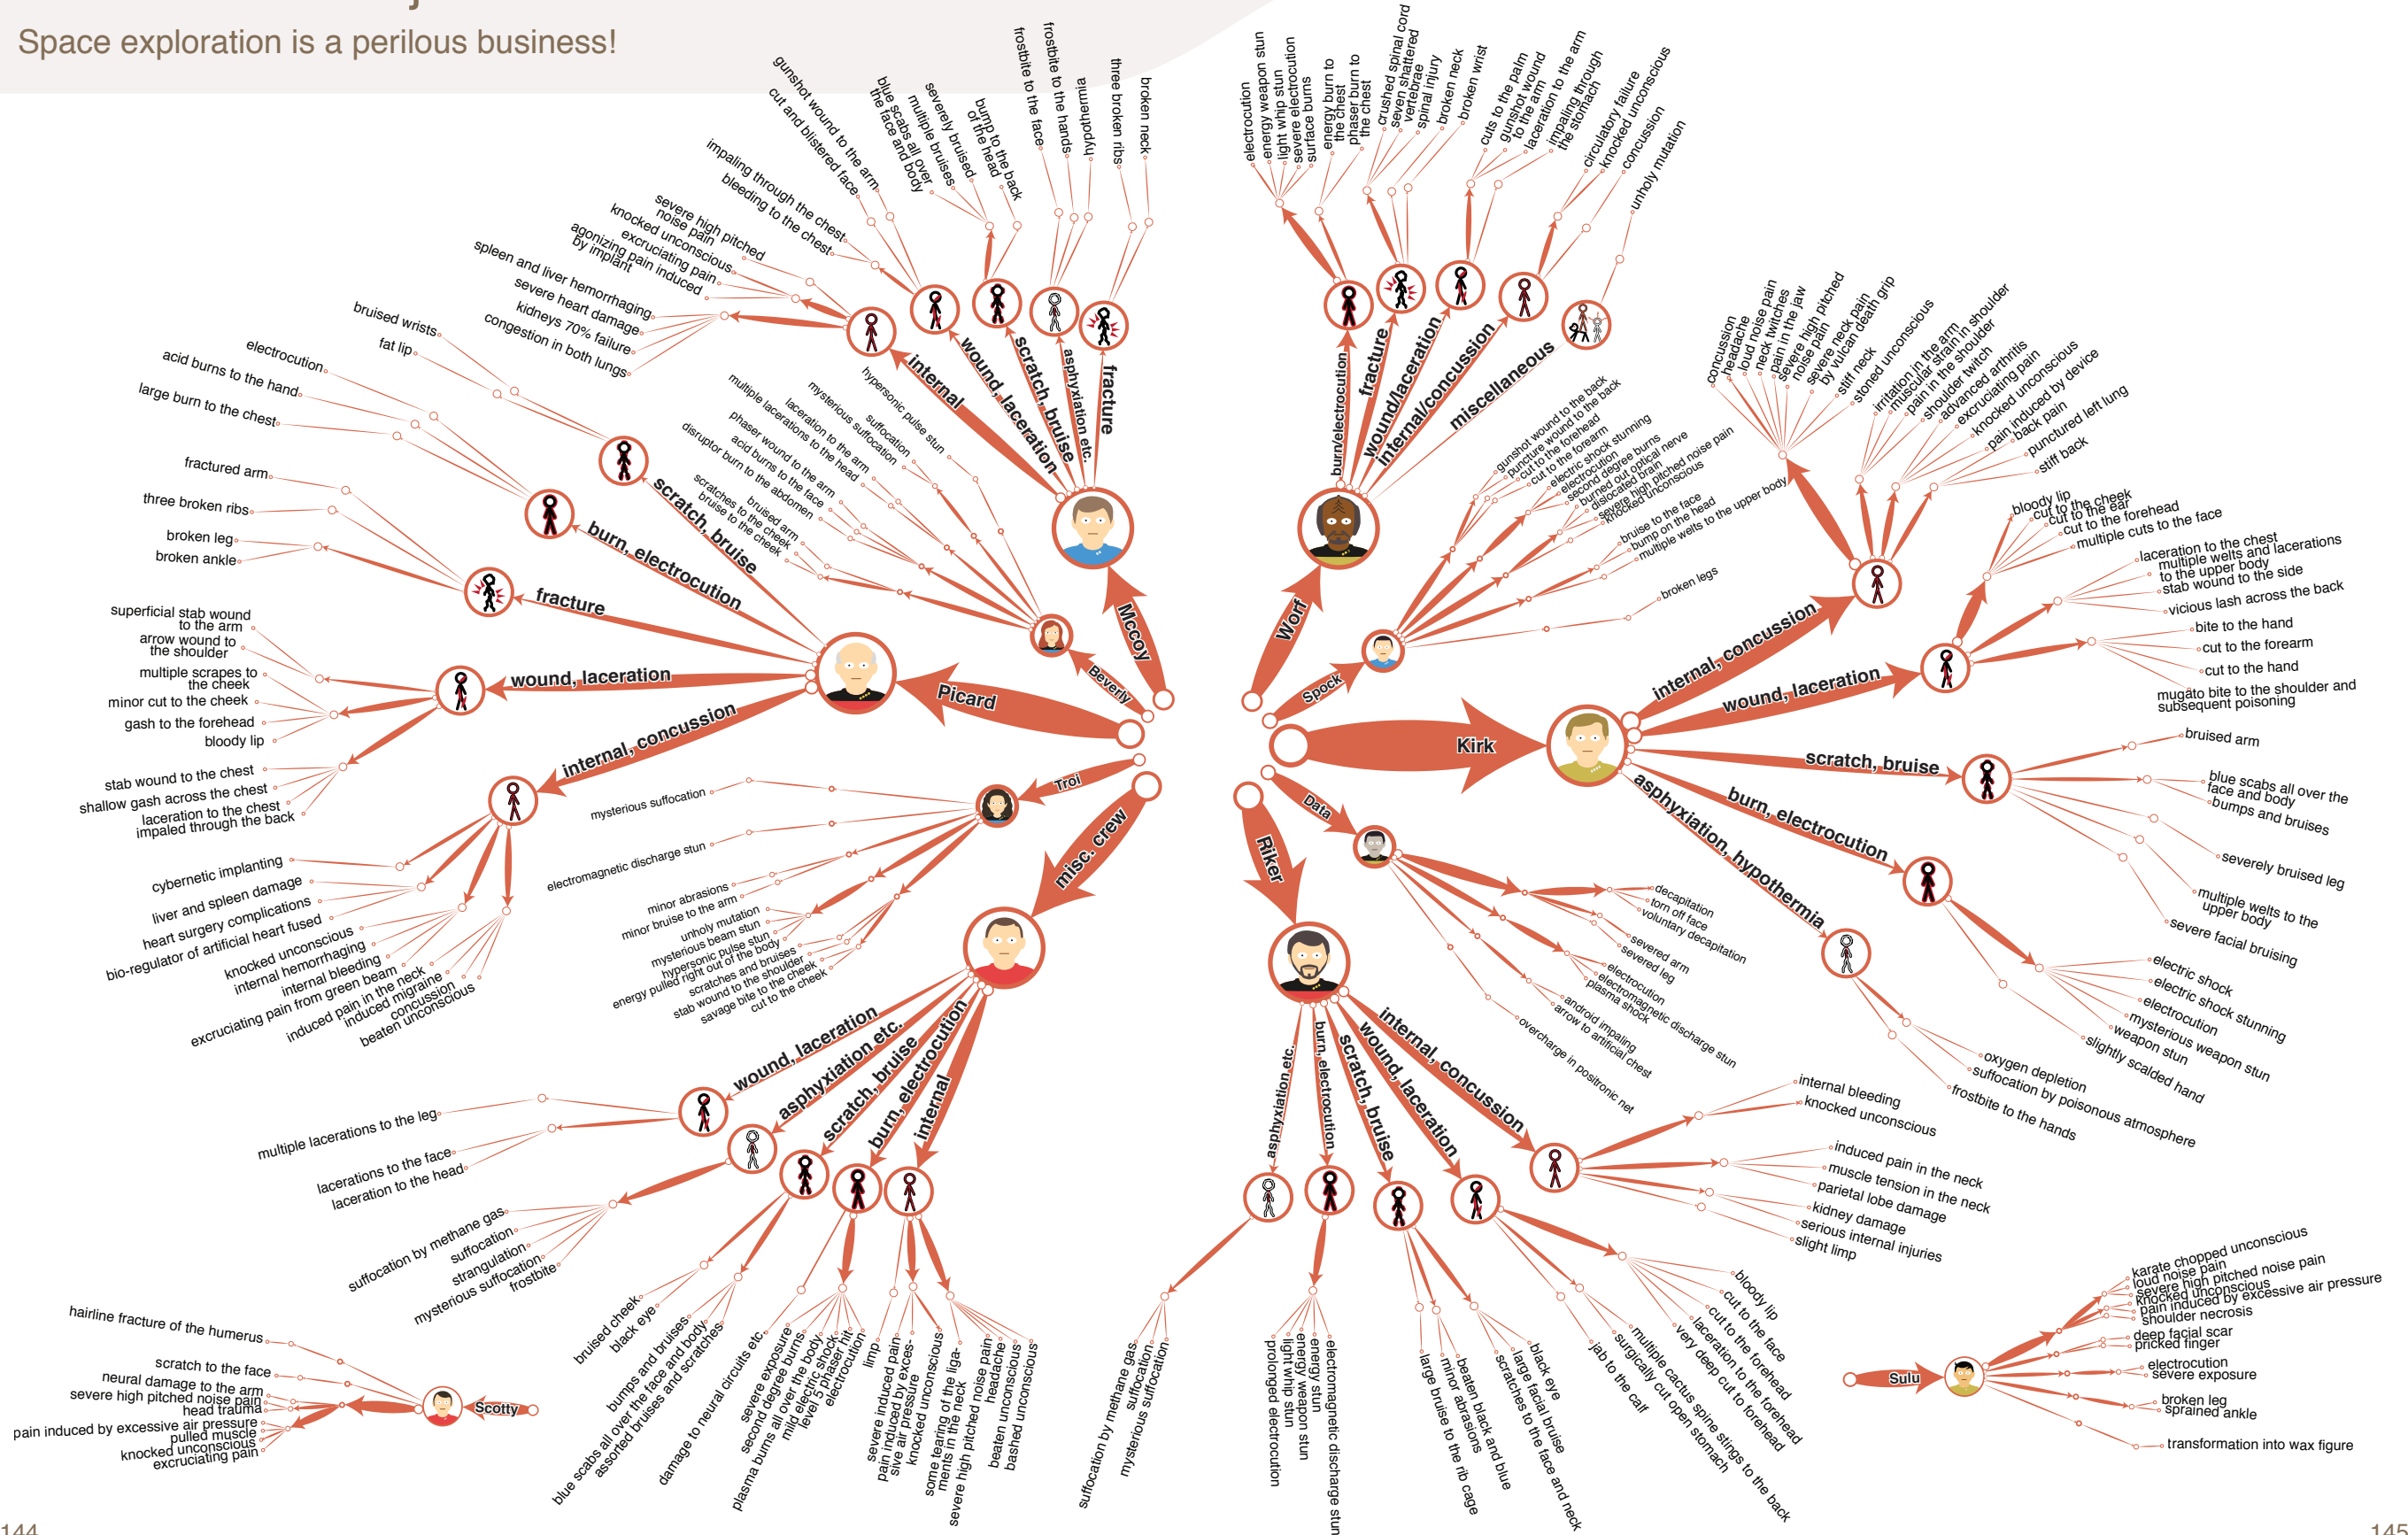 Space exploration is a perilous business!
Mccoy
internal
severe high pitched
noise pain
knocked unconscious
excruciating pain
agonizing pain induced
by implant
spleen and liver hemorrhaging
severe heart damage
kidneys 70% failure
congestion in both lungs
wound, laceration
gunshot wound to the arm
cut and blistered face
impaling through the chest
bleeding to the chest
scratch, bruise
blue scabs all over
the face and body
multiple bruises
severely bruised
bump to the back
of the head
asphyxiation etc.
frostbite to the face
frostbite to the hands
hypothermia
fracture
three broken ribs
broken neck
Beverly
hypersonic pulse stun
suffocation
mysterious suffocation
laceration to the arm
multiple lacerations to the head
phaser wound to the arm
acid burns to the face
disruptor burn to the abdomen
bruised arm
scratches to the cheek
bruise to the cheek
Picard
scratch, bruise
bruised wrists
fat lip
burn, electrocution
electrocution
acid burns to the hand
large burn to the chest
fracture
fractured arm
three broken ribs
broken leg
broken ankle
wound, laceration
superficial stab wound
to the arm
arrow wound to
the shoulder
multiple scrapes to
the cheek
minor cut to the cheek
gash to the forehead
bloody lip
stab wound to the chest
shallow gash across the chest
laceration to the chest
impaled through the back
internal, concussion
cybernetic implanting
liver and spleen damage
heart surgery complications
bio-regulator of artificial heart fused
knocked unconscious
internal hemorrhaging
internal bleeding
excruciating pain from green beam
induced pain in the neck
induced migraine
concussion
beaten unconscious
Troi
mysterious suffocation
electromagnetic discharge stun
minor abrasions
minor bruise to the arm
unholy mutation
mysterious beam stun
hypersonic pulse stun
energy pulled right out of the body
scratches and bruises
stab wound to the shoulder
savage bite to the cheek
cut to the cheek
misc. crew
wound, laceration
multiple lacerations to the leg
lacerations to the face
laceration to the head
asphyxiation etc.
suffocation by methane gas
suffocation
strangulation
mysterious suffocation
frostbite
scratch, bruise
bruised cheek
black eye
bumps and bruises
blue scabs all over the face and body
assorted bruises and scratches
burn, electrocution
damage to neural circuits etc.
severe exposure
second degree burns
plasma burns all over the body
mild electric shock
level 5 phaser hit
electrocution
internal
limp
severe induced pain
pain induced by exces-
sive air pressure
knocked unconscious
some tearing of the liga-
ments in the neck
severe high pitched noise pain
headache
beaten unconscious
bashed unconscious
Scotty
hairline fracture of the humerus
scratch to the face
neural damage to the arm
severe high pitched noise pain
head trauma
pain induced by excessive air pressure
pulled muscle
knocked unconscious
excruciating pain
Worf
burn/electrocution
electrocution
energy weapon stun
light whip stun
severe electrocution
surface burns
energy burn to
the chest
phaser burn to
the chest
fracture
crushed spinal cord
seven shattered
vertebrae
spinal injury
broken neck
broken wrist
wound/laceration
cuts to the palm
gunshot wound
to the arm
laceration to the arm
impaling through
the stomach
internal/concussion
circulatory failure
knocked unconscious
concussion
miscellaneous
unholy mutation
Spock
gunshot wound to the back
puncture wound to the back
cut to the forehead
cut to the forearm
electric shock stunning
electrocution
second degree burns
burned out optical nerve
dislocated brain
severe high pitched noise pain
knocked unconscious
bruise to the face
bump on the head
multiple welts to the upper body
broken legs
Kirk
internal, concussion
concussion
headache
loud noise pain
neck twitches
pain in the jaw
severe high pitched
noise pain
severe neck pain
by vulcan death grip
stiff neck
stoned unconscious
irritation in the arm
muscular strain in shoulder
pain in the shoulder
shoulder twitch
advanced arthritis
excruciating pain
knocked unconscious
pain induced by device
back pain
punctured left lung
stiff back
wound, laceration
bloody lip
cut to the cheek
cut to the ear
cut to the forehead
multiple cuts to the face
laceration to the chest
multiple welts and lacerations
to the upper body
stab wound to the side
vicious lash across the back
bite to the hand
cut to the forearm
cut to the hand
mugato bite to the shoulder and
subsequent poisoning
scratch, bruise
bruised arm
blue scabs all over the
face and body
bumps and bruises
severely bruised leg
multiple welts to the
upper body
severe facial bruising
burn, electrocution
electric shock
electric shock stunning
electrocution
mysterious weapon stun
weapon stun
slightly scalded hand
asphyxiation, hypothermia
oxygen depletion
suffocation by poisonous atmosphere
frostbite to the hands
Data
decapitation
torn off face
voluntary decapitation
severed arm
severed leg
electrocution
electromagnetic discharge stun
plasma shock
android impaling
arrow to artificial chest
overcharge in positronic net
Riker
internal, concussion
internal bleeding
knocked unconscious
induced pain in the neck
muscle tension in the neck
parietal lobe damage
kidney damage
serious internal injuries
slight limp
wound, laceration
bloody lip
cut to the face
cut to the forehead
laceration to the forehead
very deep cut to forehead
multiple cactus spine stings to the back
surgically cut open stomach
jab to the calf
scratch, bruise
black eye
large facial bruise
scratches to the face and neck
beaten black and blue
minor abrasions
large bruise to the rib cage
burn, electrocution
electromagnetic discharge stun
energy stun
energy weapon stun
light whip stun
prolonged electrocution
asphyxiation etc.
suffocation by methane gas
suffocation
mysterious suffocation
Sulu
karate chopped unconscious
loud noise pain
severe high pitched noise pain
knocked unconscious
pain induced by excessive air pressure
shoulder necrosis
deep facial scar
pricked finger
electrocution
severe exposure
broken leg
sprained ankle
transformation into wax figure
144
145